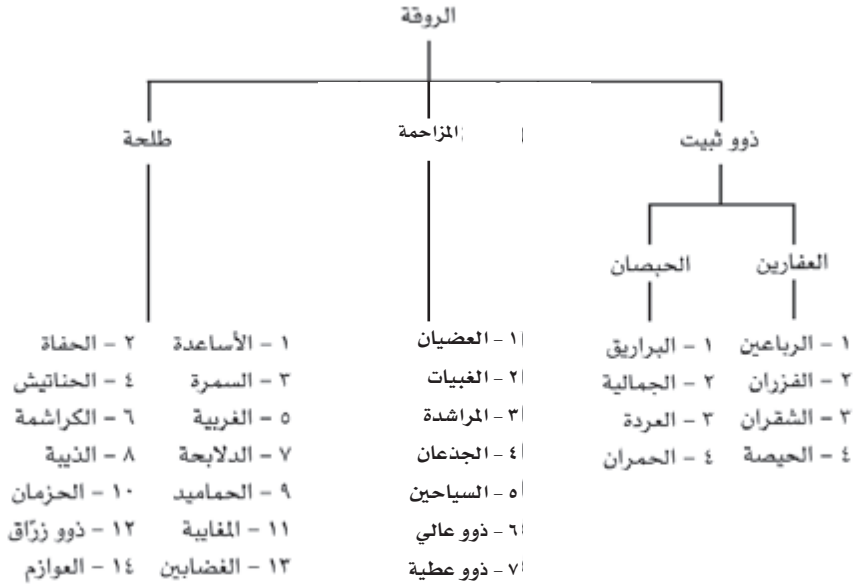 الروقة
ذوو ثبيت
المزاحمة
طلحة
العفارين
الحبصان
١ – الرباعين
٢ – الفزران
٣ – الشقران
٤ – الحيصة
١ – البراريق
٢ – الجمالية
٣ – العردة
٤ – الحمران
١ – العضيان
٢ – الغبيات
٣ – المراشدة
٤ – الجذعان
٥ – السياحين
٦ – ذوو عالي
٧ – ذوو عطية
١ – الأساعدة ٢ – الحفاة
٣ – السمرة ٤ – الحناتيش
٥ – الغربية ٦ – الكراشمة
٧ – الدلابحة ٨ – الذيبة
٩ – الحماميد ١٠ – الحزمان
١١ – المغايبة ١٢ – ذوو زرّاق
١٣ – الغضابين ١٤ – العوازم